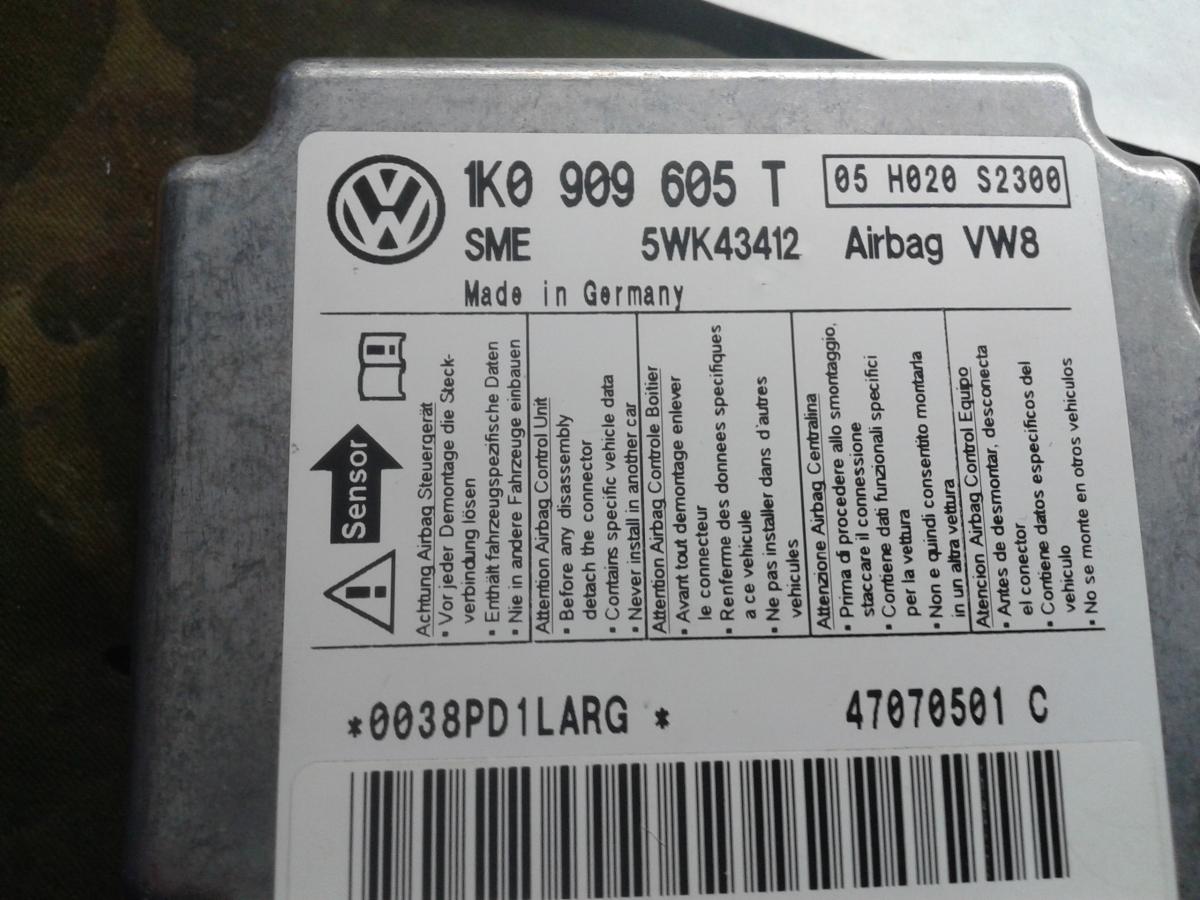 1K0 909 605 T
05 H020 S2300
SME 5WK43412 Airbag VW8
Made in Germany
Sensor
Achtung Airbag Steuergerät
• Vor jeder Demontage die Steck-
verbindung lösen
• Enthält fahrzeugspezifische Daten
• Nie in andere Fahrzeuge einbauen
Attention Airbag Control Unit
• Before any disassembly
detach the connector
• Contains specific vehicle data
• Never install in another car
Attention Airbag Controle Boitier
• Avant tout demontage enlever
le connecteur
• Renferme des donnees specifiques
a ce vehicule
• Ne pas installer dans d'autres
vehicules
Attenzione Airbag Centralina
• Prima di procedere allo smontaggio,
staccare il connessione
• Contiene dati funzionali specifici
per la vettura
• Non e quindi consentito montarla
in un altra vettura
Atencion Airbag Control Equipo
• Antes de desmontar, desconecta
el conector
• Contiene datos especificos del
vehiculo
• No se monte en otros vehiculos
*0038PD1LARG * 47070501 C